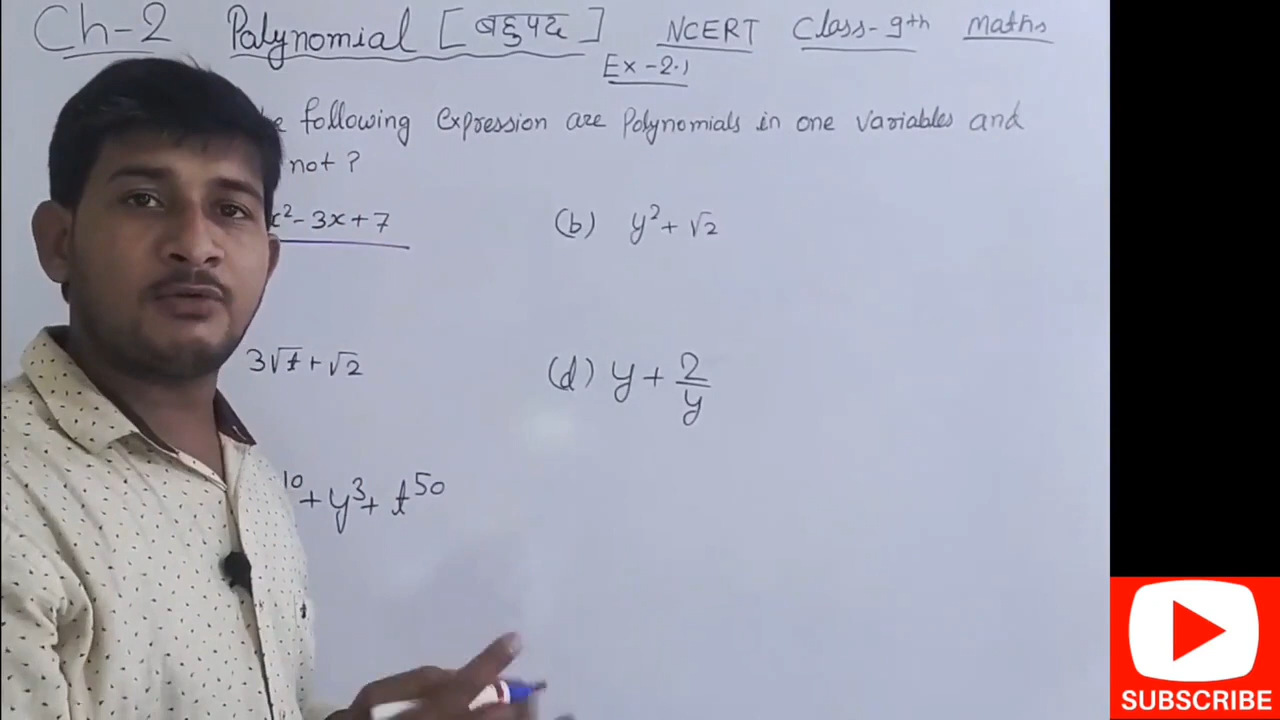 Ch-2 Polynomial [बहुपद] NCERT Class-9th Maths
Ex-2.1
following expression are Polynomials in one variables and
not ?
x²-3x+7 (b) y²+√2
3√t+√2 (d) y+2/y
10+y³+t⁵⁰
SUBSCRIBE